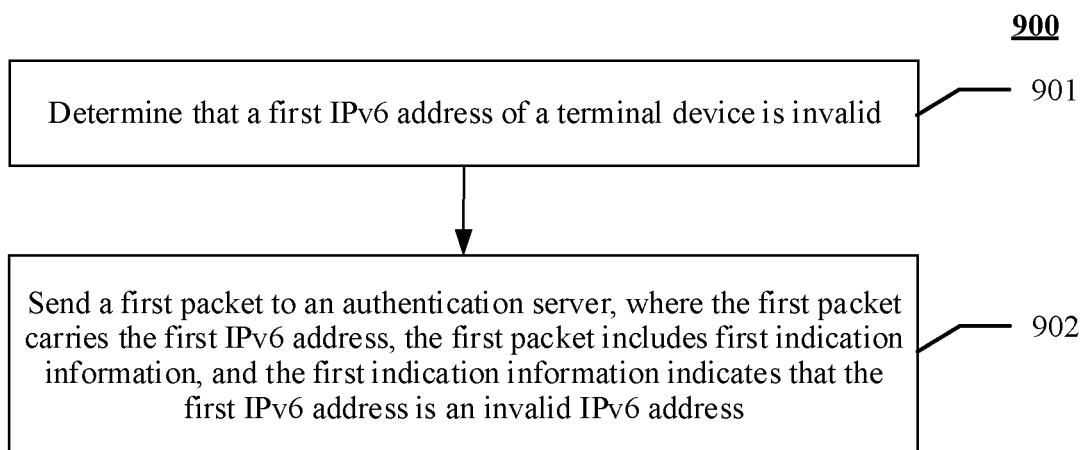 900
Determine that a first IPv6 address of a terminal device is invalid
901
Send a first packet to an authentication server, where the first packet
carries the first IPv6 address, the first packet includes first indication
information, and the first indication information indicates that the
first IPv6 address is an invalid IPv6 address
902